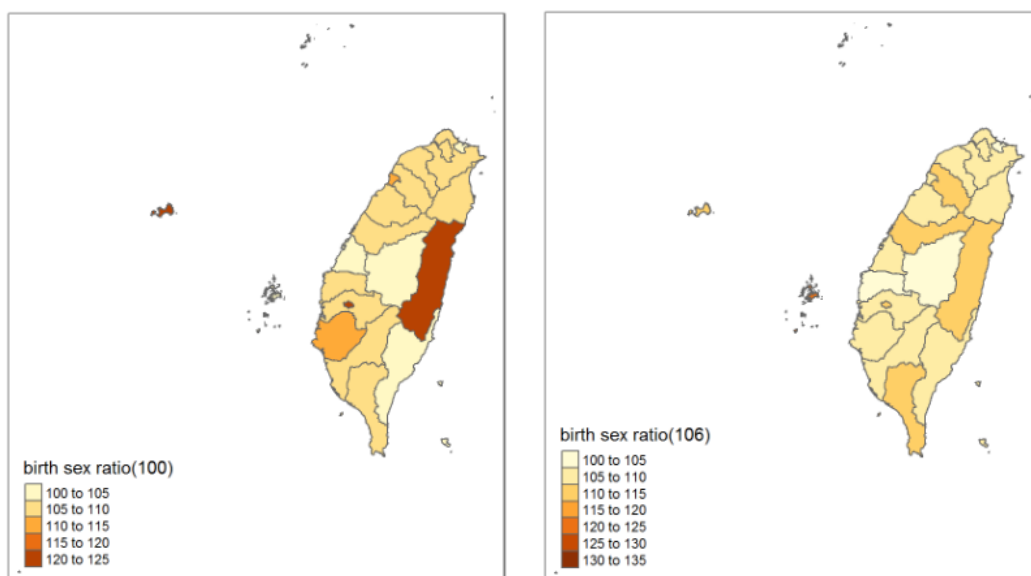 birth sex ratio(100)
100 to 105
105 to 110
110 to 115
115 to 120
120 to 125
birth sex ratio(106)
100 to 105
105 to 110
110 to 115
115 to 120
120 to 125
125 to 130
130 to 135